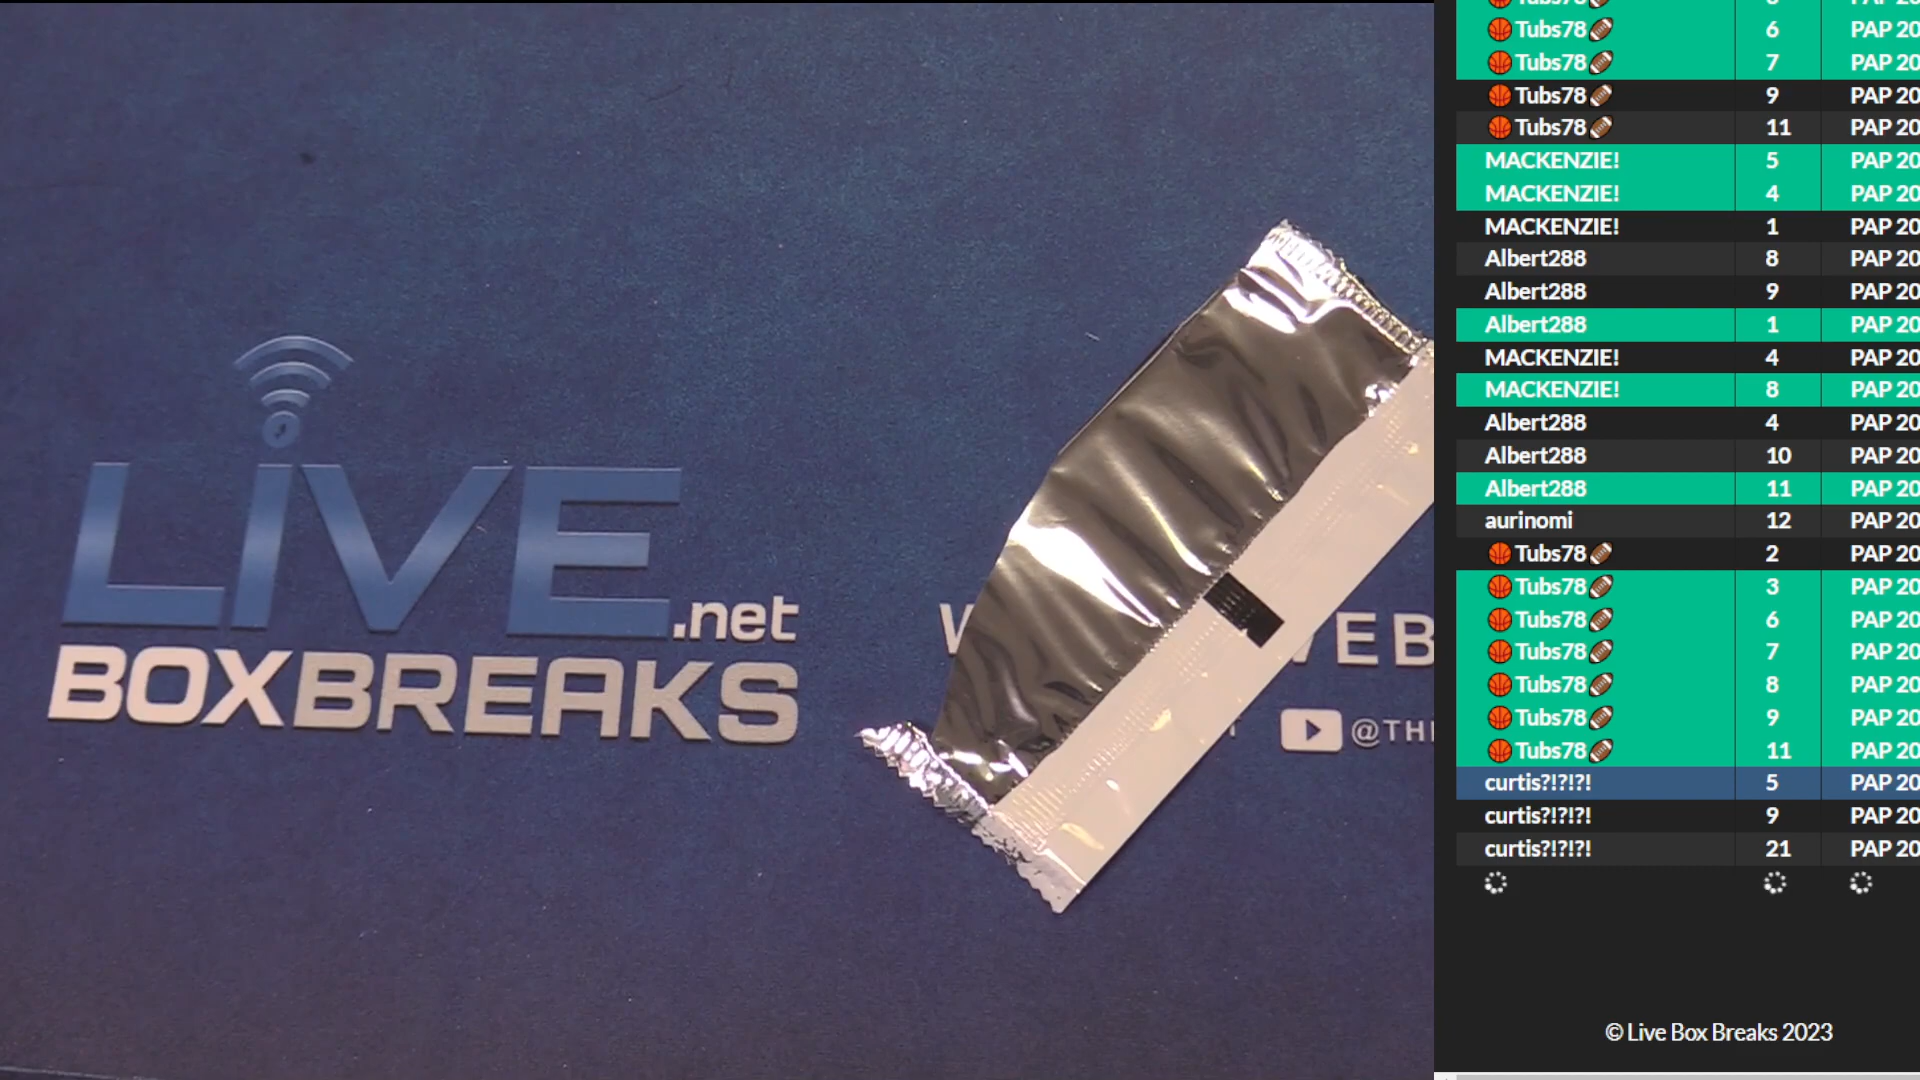 LIVE.net
BOXBREAKS
EB
@TH
Tubs78 6 PAP 20
Tubs78 7 PAP 20
Tubs78 9 PAP 20
Tubs78 11 PAP 20
MACKENZIE! 5 PAP 20
MACKENZIE! 4 PAP 20
MACKENZIE! 1 PAP 20
Albert288 8 PAP 20
Albert288 9 PAP 20
Albert288 1 PAP 20
MACKENZIE! 4 PAP 20
MACKENZIE! 8 PAP 20
Albert288 4 PAP 20
Albert288 10 PAP 20
Albert288 11 PAP 20
aurinomi 12 PAP 20
Tubs78 2 PAP 20
Tubs78 3 PAP 20
Tubs78 6 PAP 20
Tubs78 7 PAP 20
Tubs78 8 PAP 20
Tubs78 9 PAP 20
Tubs78 11 PAP 20
curtis?!?!?! 5 PAP 20
curtis?!?!?! 9 PAP 20
curtis?!?!?! 21 PAP 20
© Live Box Breaks 2023